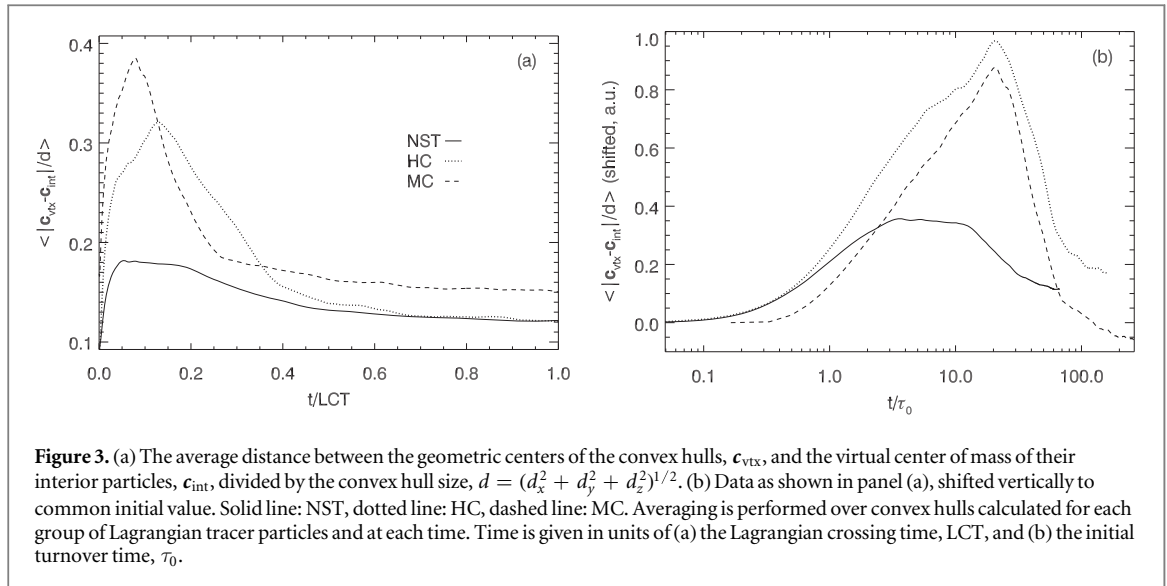 (a)
< |c_vtx-c_int|/d>
0.4
0.3
0.2
0.1
NST
HC
MC
0.0 0.2 0.4 0.6 0.8 1.0
t/LCT
(b)
< |c_vtx-c_int|/d> (shifted, a.u.)
1.0
0.8
0.6
0.4
0.2
0.0
0.1 1.0 10.0 100.0
t/τ₀
Figure 3. (a) The average distance between the geometric centers of the convex hulls, c_vtx, and the virtual center of mass of their
interior particles, c_int, divided by the convex hull size, d = (d_x^2 + d_y^2 + d_z^2)^{1/2}. (b) Data as shown in panel (a), shifted vertically to
common initial value. Solid line: NST, dotted line: HC, dashed line: MC. Averaging is performed over convex hulls calculated for each
group of Lagrangian tracer particles and at each time. Time is given in units of (a) the Lagrangian crossing time, LCT, and (b) the initial
turnover time, τ₀.